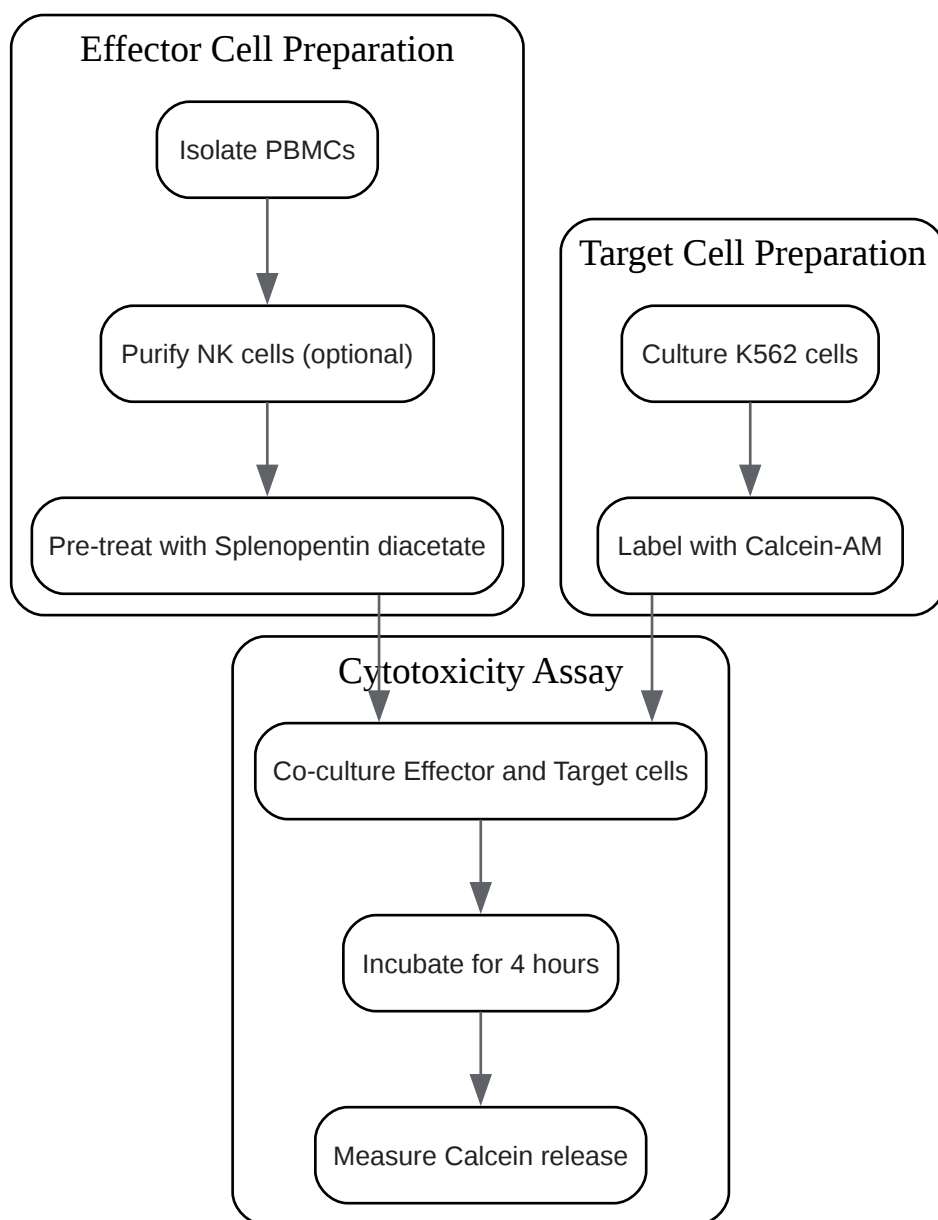 Effector Cell Preparation
Isolate PBMCs
Purify NK cells (optional)
Pre-treat with Splenopentin diacetate
Target Cell Preparation
Culture K562 cells
Label with Calcein-AM
Cytotoxicity Assay
Co-culture Effector and Target cells
Incubate for 4 hours
Measure Calcein release